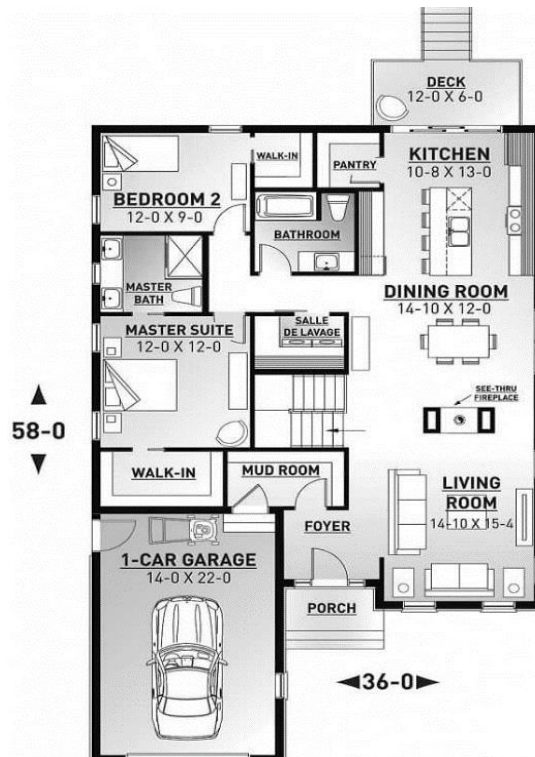 DECK
12-0 X 6-0
WALK-IN
PANTRY
KITCHEN
10-8 X 13-0
BEDROOM 2
12-0 X 9-0
BATHROOM
MASTER
BATH
DINING ROOM
14-10 X 12-0
MASTER SUITE
12-0 X 12-0
SALLE
DE LAVAGE
SEE-THRU
FIREPLACE
58-0
WALK-IN
MUD ROOM
LIVING
ROOM
14-10 X 15-4
FOYER
1-CAR GARAGE
14-0 X 22-0
PORCH
36-0